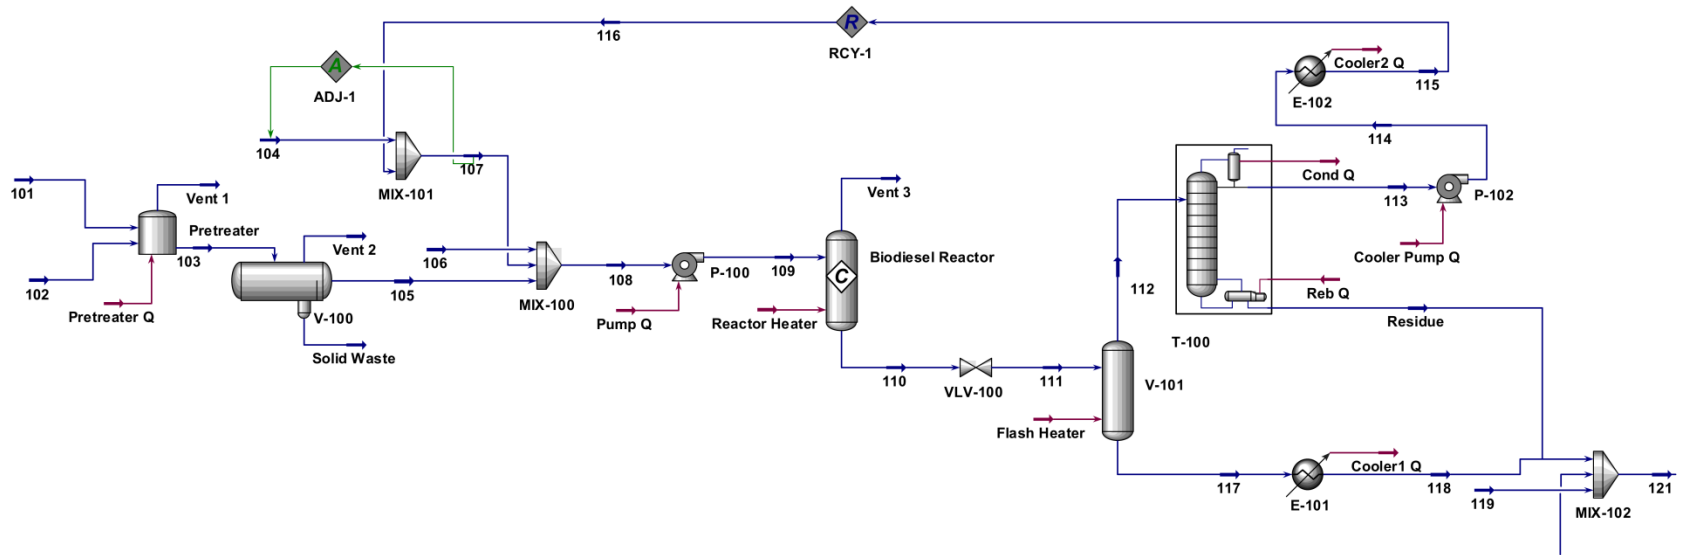 116
R
RCY-1
A
ADJ-1
Cooler2 Q
115
E-102
104
107
114
MIX-101
101
Vent 1
Cond Q
113
P-102
Vent 3
Pretreater
103
Vent 2
106
Biodiesel Reactor
Cooler Pump Q
102
105
MIX-100
108
P-100
109
C
112
Reb Q
Pretreater Q
V-100
Pump Q
Reactor Heater
Residue
Solid Waste
T-100
110
VLV-100
111
V-101
Flash Heater
Cooler1 Q
117
E-101
118
119
MIX-102
121